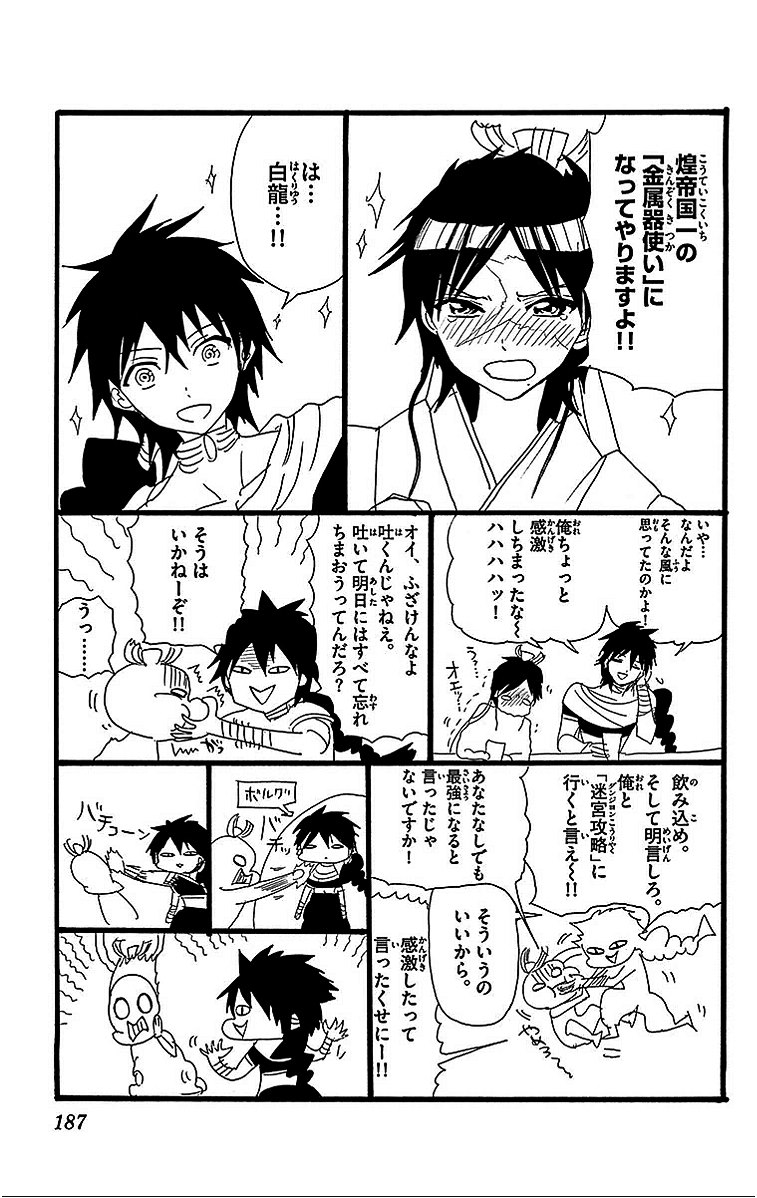 煌帝国一の
「金属器使い」に
なってやりますよ!!
は…
白龍
…!!
いや…
なんだよ
そんな風に
思ってたのかよ!
俺ちょっと
感激
しちまったな〜
ハハハハッ!
うっ…
オエッ…
オイ、ふざけんなよ
吐くんじゃねえ。
吐いて明日にはすべて忘れ
ちまおうってんだろ?
そうは
いかねーぞ!!
うっ……
飲み込め。
そして明言しろ。
俺と
「迷宮攻略」に
行くと言え〜!!
あなたなしでも
最強になると
言ったじゃ
ないですか!
そういうの
いいから。
ボルグ
バチッ
バチコーン
感激したって
言ったくせにー!!
187